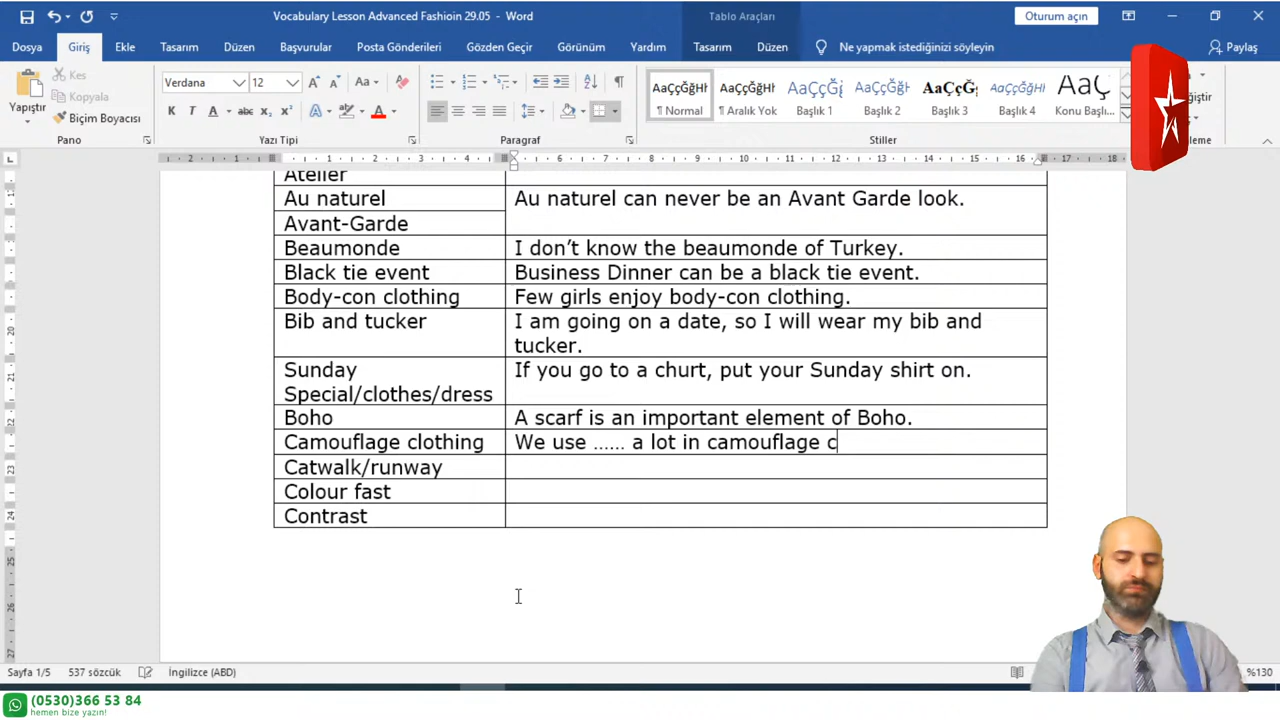 Vocabulary Lesson Advanced Fashioin 29.05 - Word
Tablo Araçları
Oturum açın
Dosya Giriş Ekle Tasarım Düzen Başvurular Posta Gönderileri Gözden Geçir Görünüm Yardım Tasarım Düzen Ne yapmak istediğinizi söyleyin Paylaş
Yapıştır
Kes
Kopyala
Biçim Boyacısı
Pano
Verdana 12
Yazı Tipi
Paragraf
AaÇçĞğHł AaÇçĞğHł AaÇçĞğH AaÇçĞğH AaÇçĞğH AaÇçĞğHł AaÇç
¶ Normal ¶ Aralık Yok Başlık 1 Başlık 2 Başlık 3 Başlık 4 Konu Başlı...
Stiller
Atelier
Au naturel Au naturel can never be an Avant Garde look.
Avant-Garde
Beaumonde I don’t know the beaumonde of Turkey.
Black tie event Business Dinner can be a black tie event.
Body-con clothing Few girls enjoy body-con clothing.
Bib and tucker I am going on a date, so I will wear my bib and
tucker.
Sunday If you go to a churt, put your Sunday shirt on.
Special/clothes/dress
Boho A scarf is an important element of Boho.
Camouflage clothing We use …… a lot in camouflage c
Catwalk/runway
Colour fast
Contrast
Sayfa 1/5 537 sözcük İngilizce (ABD) %130
(0530)366 53 84
hemen bize yazın!